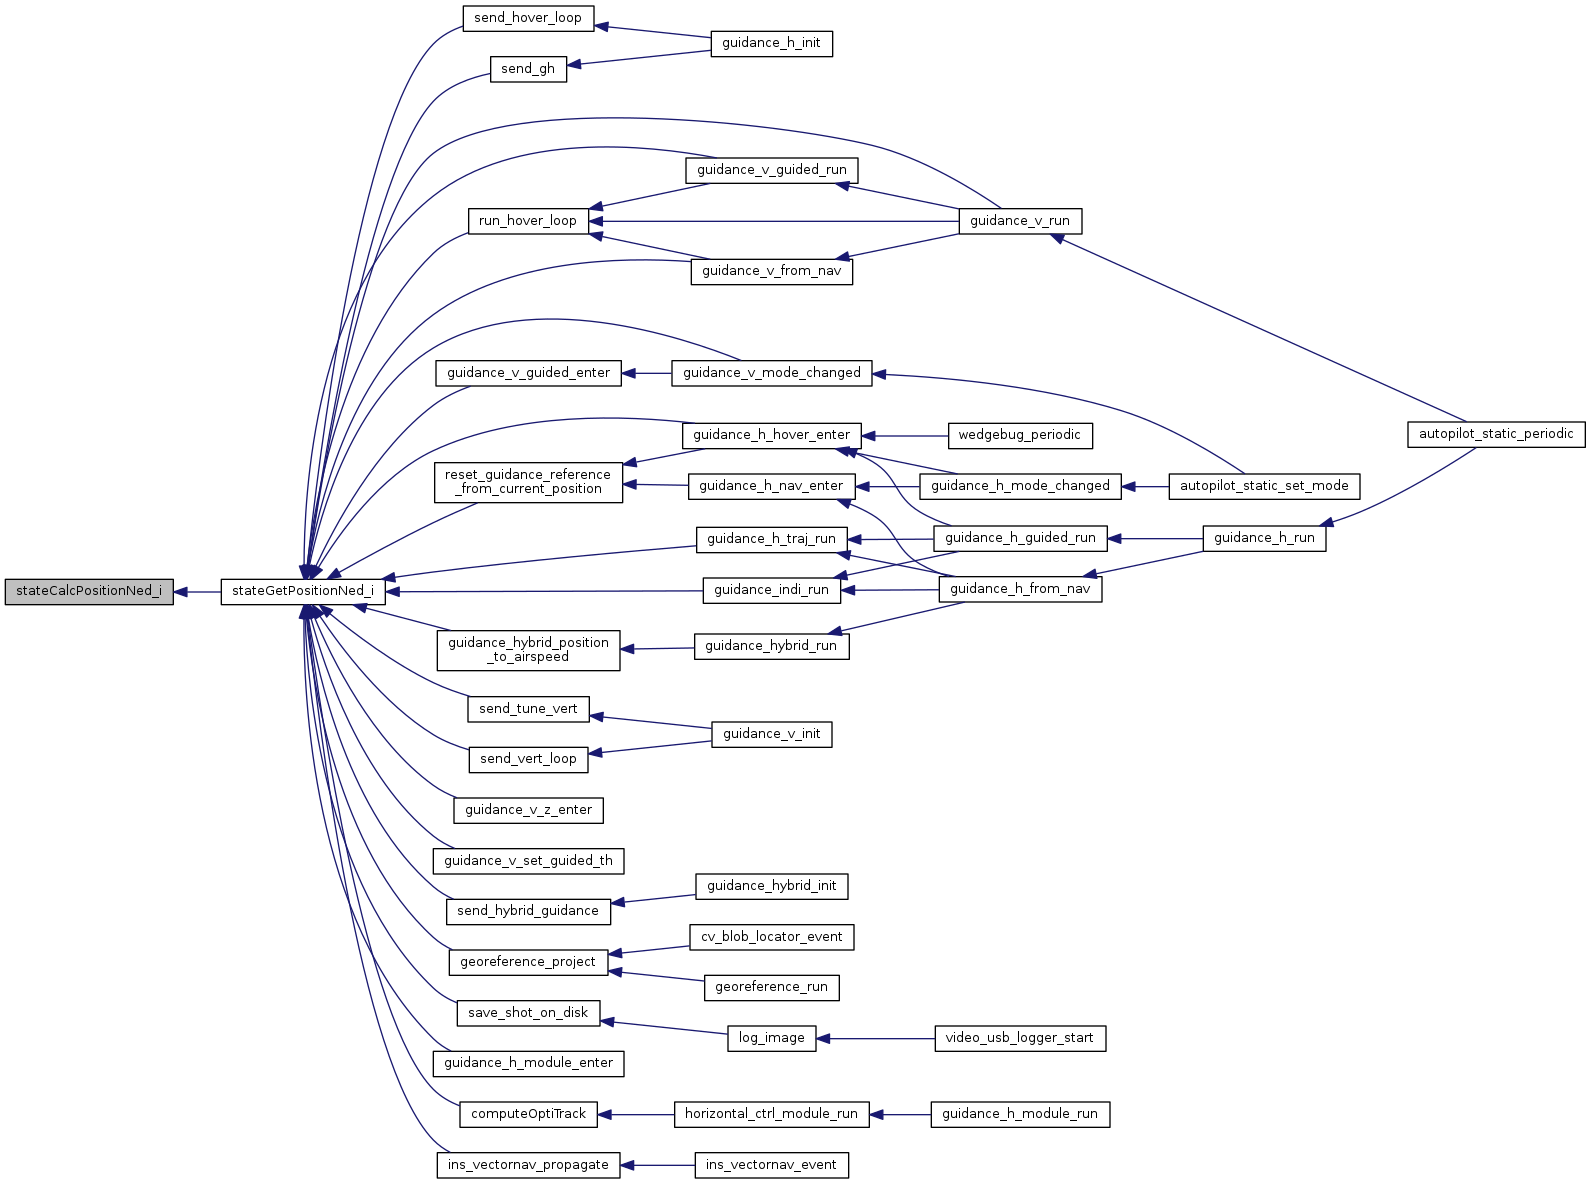 send_hover_loop
guidance_h_init
send_gh
guidance_v_guided_run
run_hover_loop
guidance_v_run
guidance_v_from_nav
guidance_v_guided_enter
guidance_v_mode_changed
guidance_h_hover_enter
wedgebug_periodic
autopilot_static_periodic
reset_guidance_reference
_from_current_position
guidance_h_nav_enter
guidance_h_mode_changed
autopilot_static_set_mode
guidance_h_traj_run
guidance_h_guided_run
guidance_h_run
stateCalcPositionNed_i
stateGetPositionNed_i
guidance_indi_run
guidance_h_from_nav
guidance_hybrid_position
_to_airspeed
guidance_hybrid_run
send_tune_vert
guidance_v_init
send_vert_loop
guidance_v_z_enter
guidance_v_set_guided_th
guidance_hybrid_init
send_hybrid_guidance
cv_blob_locator_event
georeference_project
georeference_run
save_shot_on_disk
log_image
video_usb_logger_start
guidance_h_module_enter
computeOptiTrack
horizontal_ctrl_module_run
guidance_h_module_run
ins_vectornav_propagate
ins_vectornav_event